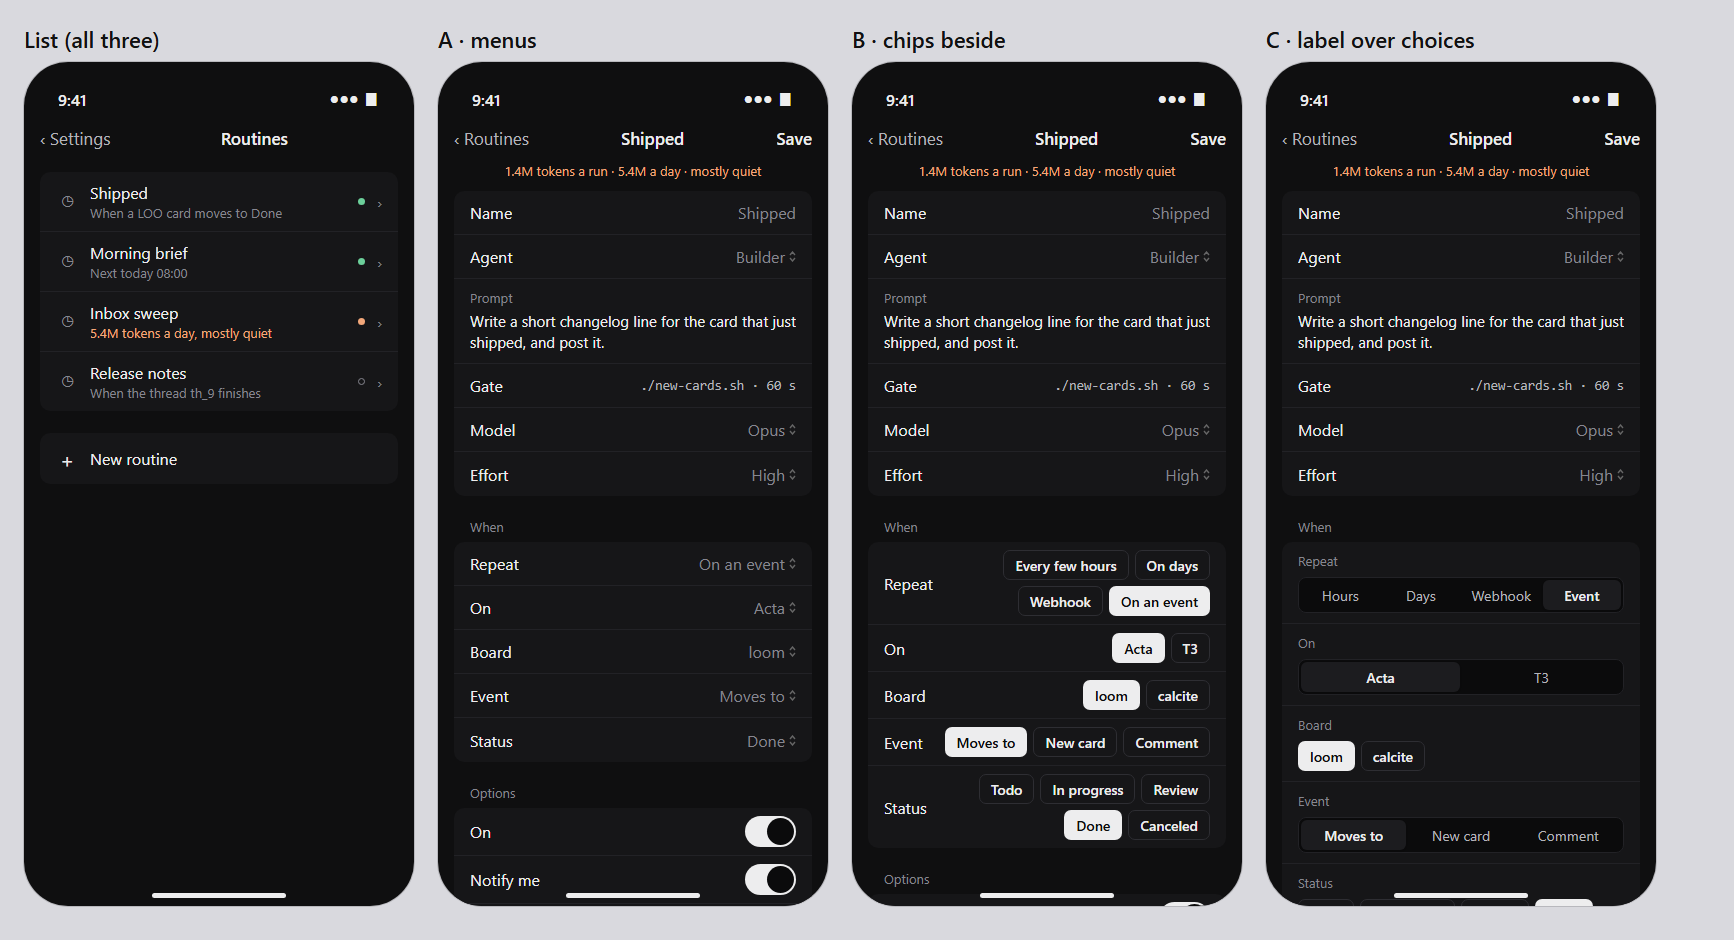 List (all three)
9:41
‹ Settings
Routines
Shipped
When a LOO card moves to Done
Morning brief
Next today 08:00
Inbox sweep
5.4M tokens a day, mostly quiet
Release notes
When the thread th_9 finishes
+ New routine
A · menus
9:41
‹ Routines
Shipped
Save
1.4M tokens a run · 5.4M a day · mostly quiet
Name Shipped
Agent Builder
Prompt
Write a short changelog line for the card that just
shipped, and post it.
Gate ./new-cards.sh · 60 s
Model Opus
Effort High
When
Repeat On an event
On Acta
Board loom
Event Moves to
Status Done
Options
On
Notify me
B · chips beside
9:41
‹ Routines
Shipped
Save
1.4M tokens a run · 5.4M a day · mostly quiet
Name Shipped
Agent Builder
Prompt
Write a short changelog line for the card that just
shipped, and post it.
Gate ./new-cards.sh · 60 s
Model Opus
Effort High
When
Repeat
Every few hours On days
Webhook On an event
On Acta T3
Board loom calcite
Event Moves to New card Comment
Status
Todo In progress Review
Done Canceled
Options
C · label over choices
9:41
‹ Routines
Shipped
Save
1.4M tokens a run · 5.4M a day · mostly quiet
Name Shipped
Agent Builder
Prompt
Write a short changelog line for the card that just
shipped, and post it.
Gate ./new-cards.sh · 60 s
Model Opus
Effort High
When
Repeat
Hours Days Webhook Event
On
Acta T3
Board
loom calcite
Event
Moves to New card Comment
Status